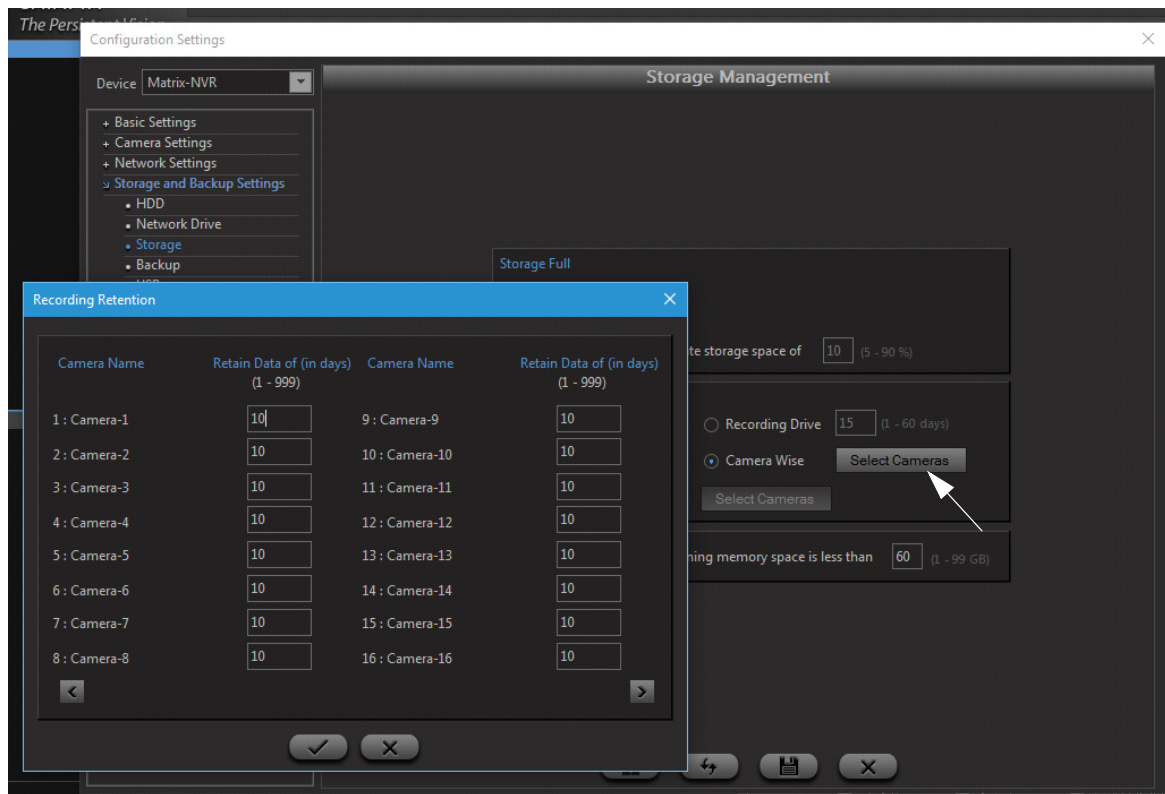 The Persistent Vision
Configuration Settings
Device Matrix-NVR
Storage Management
+ Basic Settings
+ Camera Settings
+ Network Settings
Storage and Backup Settings
HDD
Network Drive
Storage
Backup
Storage Full
te storage space of 10 (5 - 90 %)
Recording Drive 15 (1 - 60 days)
Camera Wise Select Cameras
Select Cameras
ning memory space is less than 60 (1 - 99 GB)
Recording Retention
Camera Name Retain Data of (in days) Camera Name Retain Data of (in days)
(1 - 999) (1 - 999)
1 : Camera-1 10 9 : Camera-9 10
2 : Camera-2 10 10 : Camera-10 10
3 : Camera-3 10 11 : Camera-11 10
4 : Camera-4 10 12 : Camera-12 10
5 : Camera-5 10 13 : Camera-13 10
6 : Camera-6 10 14 : Camera-14 10
7 : Camera-7 10 15 : Camera-15 10
8 : Camera-8 10 16 : Camera-16 10